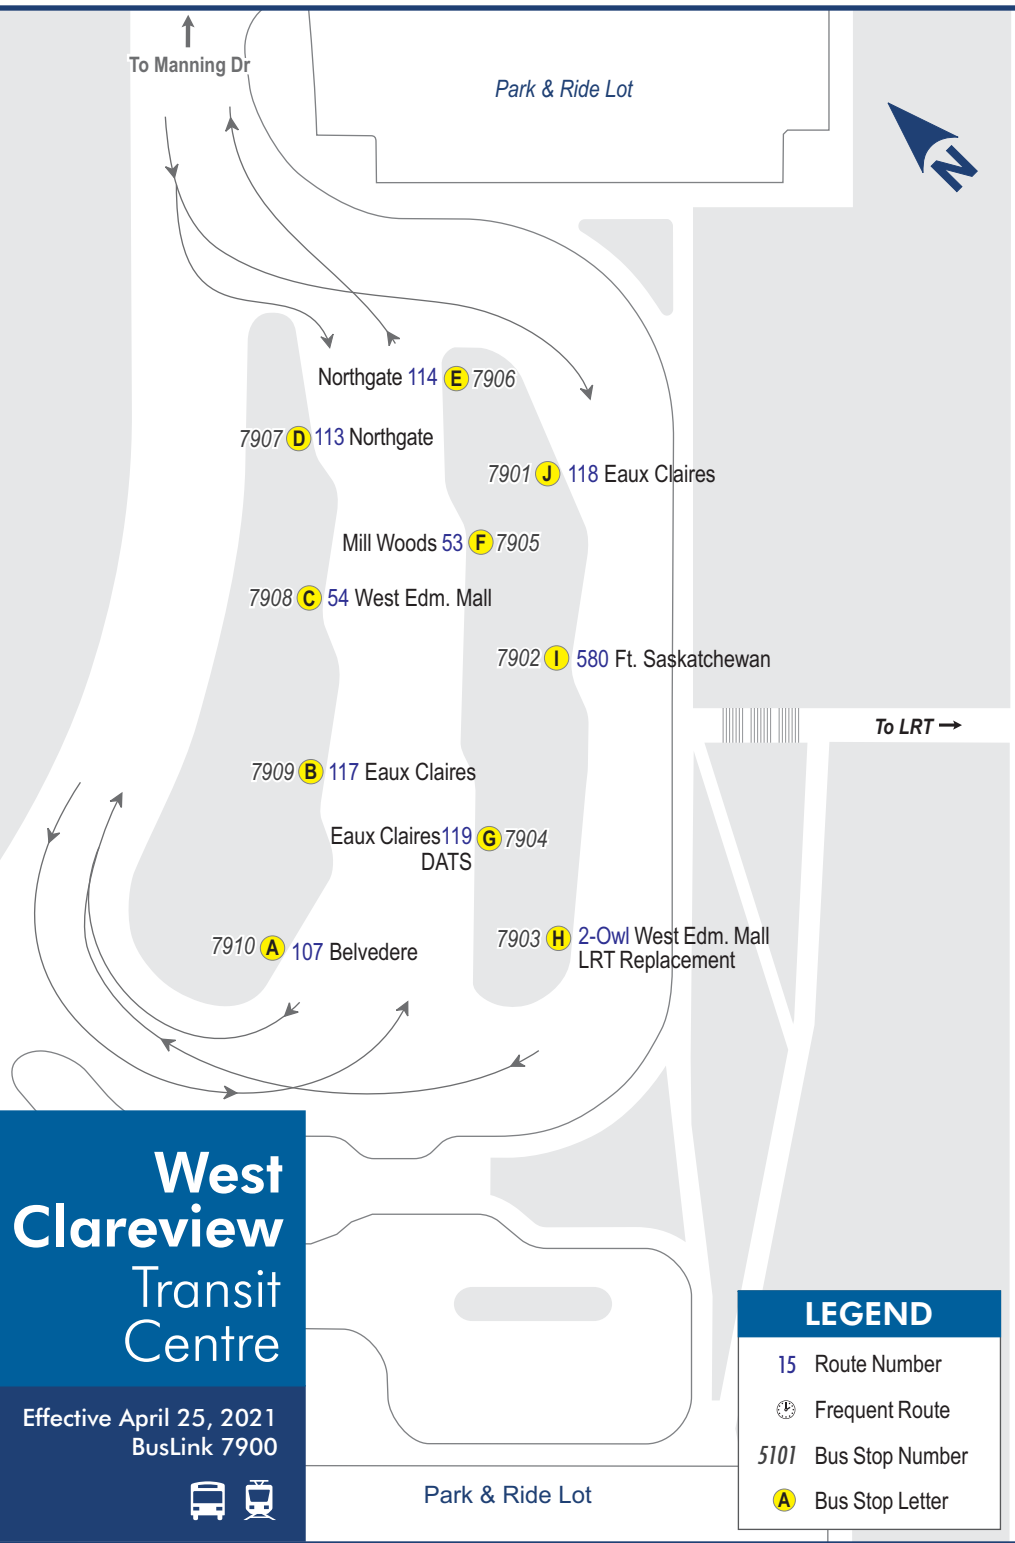 To Manning Dr
Park & Ride Lot
N
Northgate 114 E 7906
7907 D 113 Northgate
7901 J 118 Eaux Claires
Mill Woods 53 F 7905
7908 C 54 West Edm. Mall
7902 I 580 Ft. Saskatchewan
To LRT
7909 B 117 Eaux Claires
Eaux Claires119 G 7904
DATS
7903 H 2-Owl West Edm. Mall
LRT Replacement
7910 A 107 Belvedere
West
Clareview
Transit
Centre
Effective April 25, 2021
BusLink 7900
Park & Ride Lot
LEGEND
15 Route Number
Frequent Route
5101 Bus Stop Number
A Bus Stop Letter